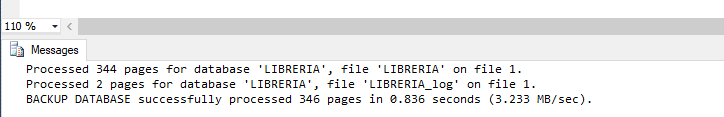 110 %
Messages
Processed 344 pages for database 'LIBRERIA', file 'LIBRERIA' on file 1.
Processed 2 pages for database 'LIBRERIA', file 'LIBRERIA_log' on file 1.
BACKUP DATABASE successfully processed 346 pages in 0.836 seconds (3.233 MB/sec).